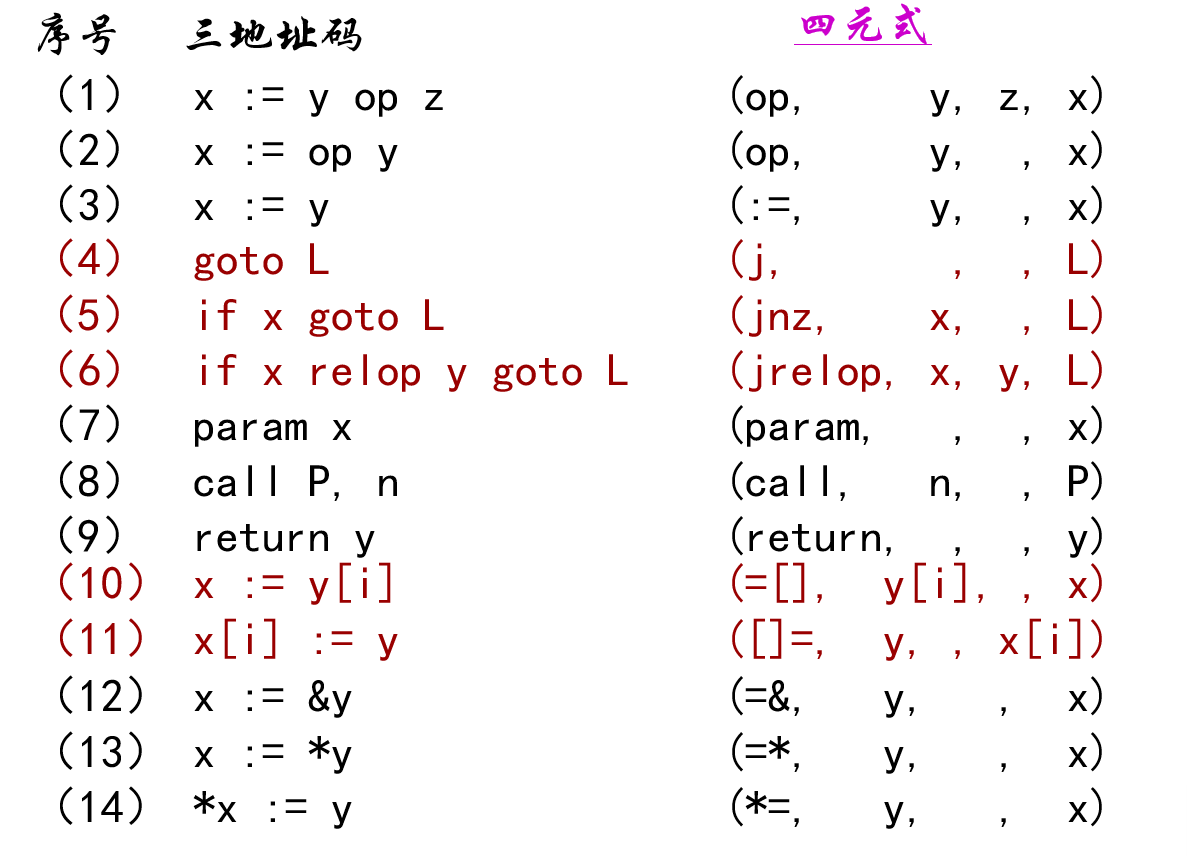 序号 三地址码 四元式
(1) x := y op z (op, y, z, x)
(2) x := op y (op, y, , x)
(3) x := y (:=, y, , x)
(4) goto L (j, , , L)
(5) if x goto L (jnz, x, , L)
(6) if x relop y goto L (jrelop, x, y, L)
(7) param x (param, , , x)
(8) call P, n (call, n, , P)
(9) return y (return, , , y)
(10) x := y[i] (=[], y[i], , x)
(11) x[i] := y ([]=, y, , x[i])
(12) x := &y (=&, y, , x)
(13) x := *y (=*, y, , x)
(14) *x := y (*=, y, , x)